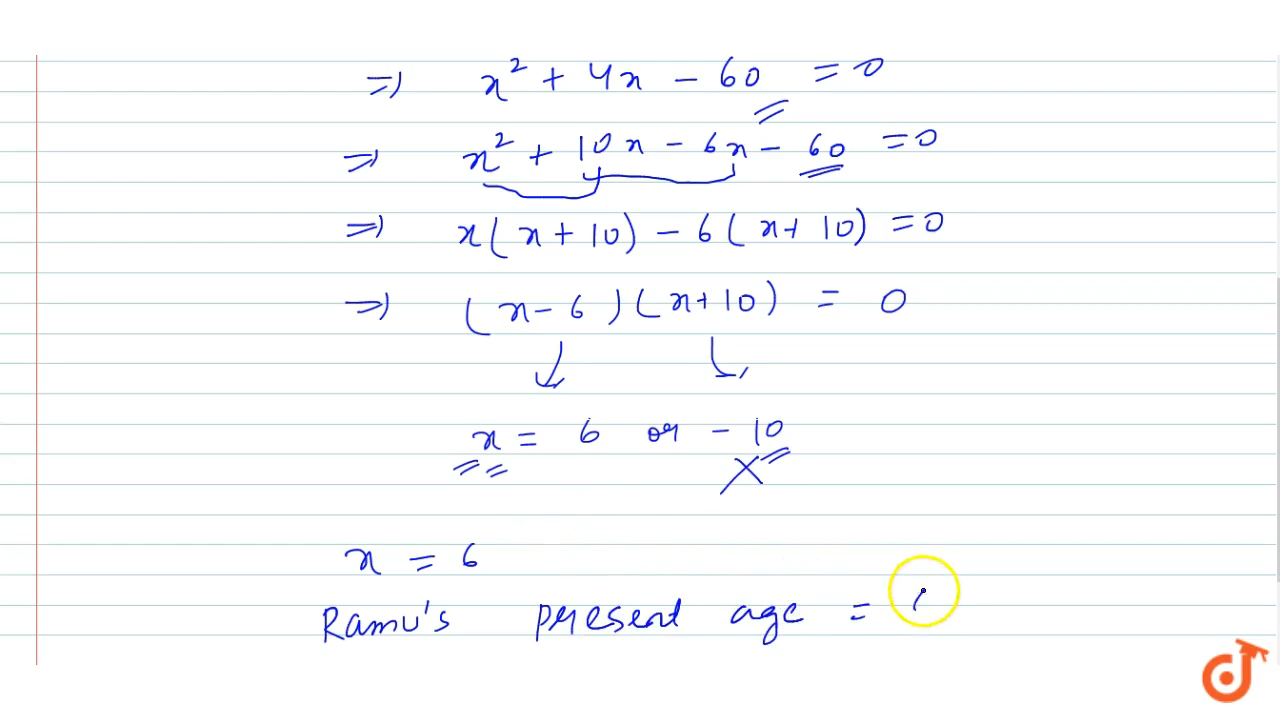 ⇒ x² + 4x - 60 = 0
⇒ x² + 10x - 6x - 60 = 0
⇒ x(x + 10) - 6(x + 10) = 0
⇒ (x - 6)(x + 10) = 0
x = 6 or - 10
x = 6
Ramu's present age =